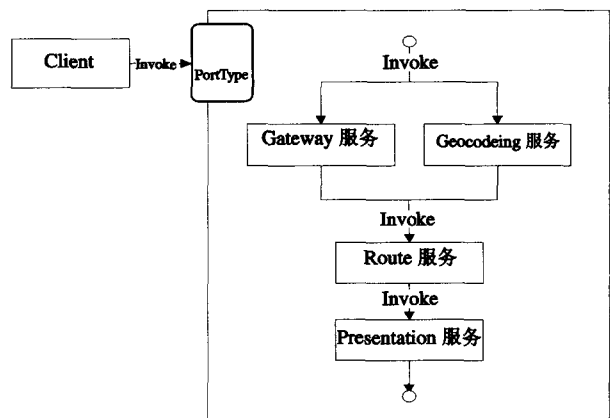 Client
Invoke
PortType
Invoke
Gateway 服务
Geocodeing 服务
Invoke
Route 服务
Invoke
Presentation 服务